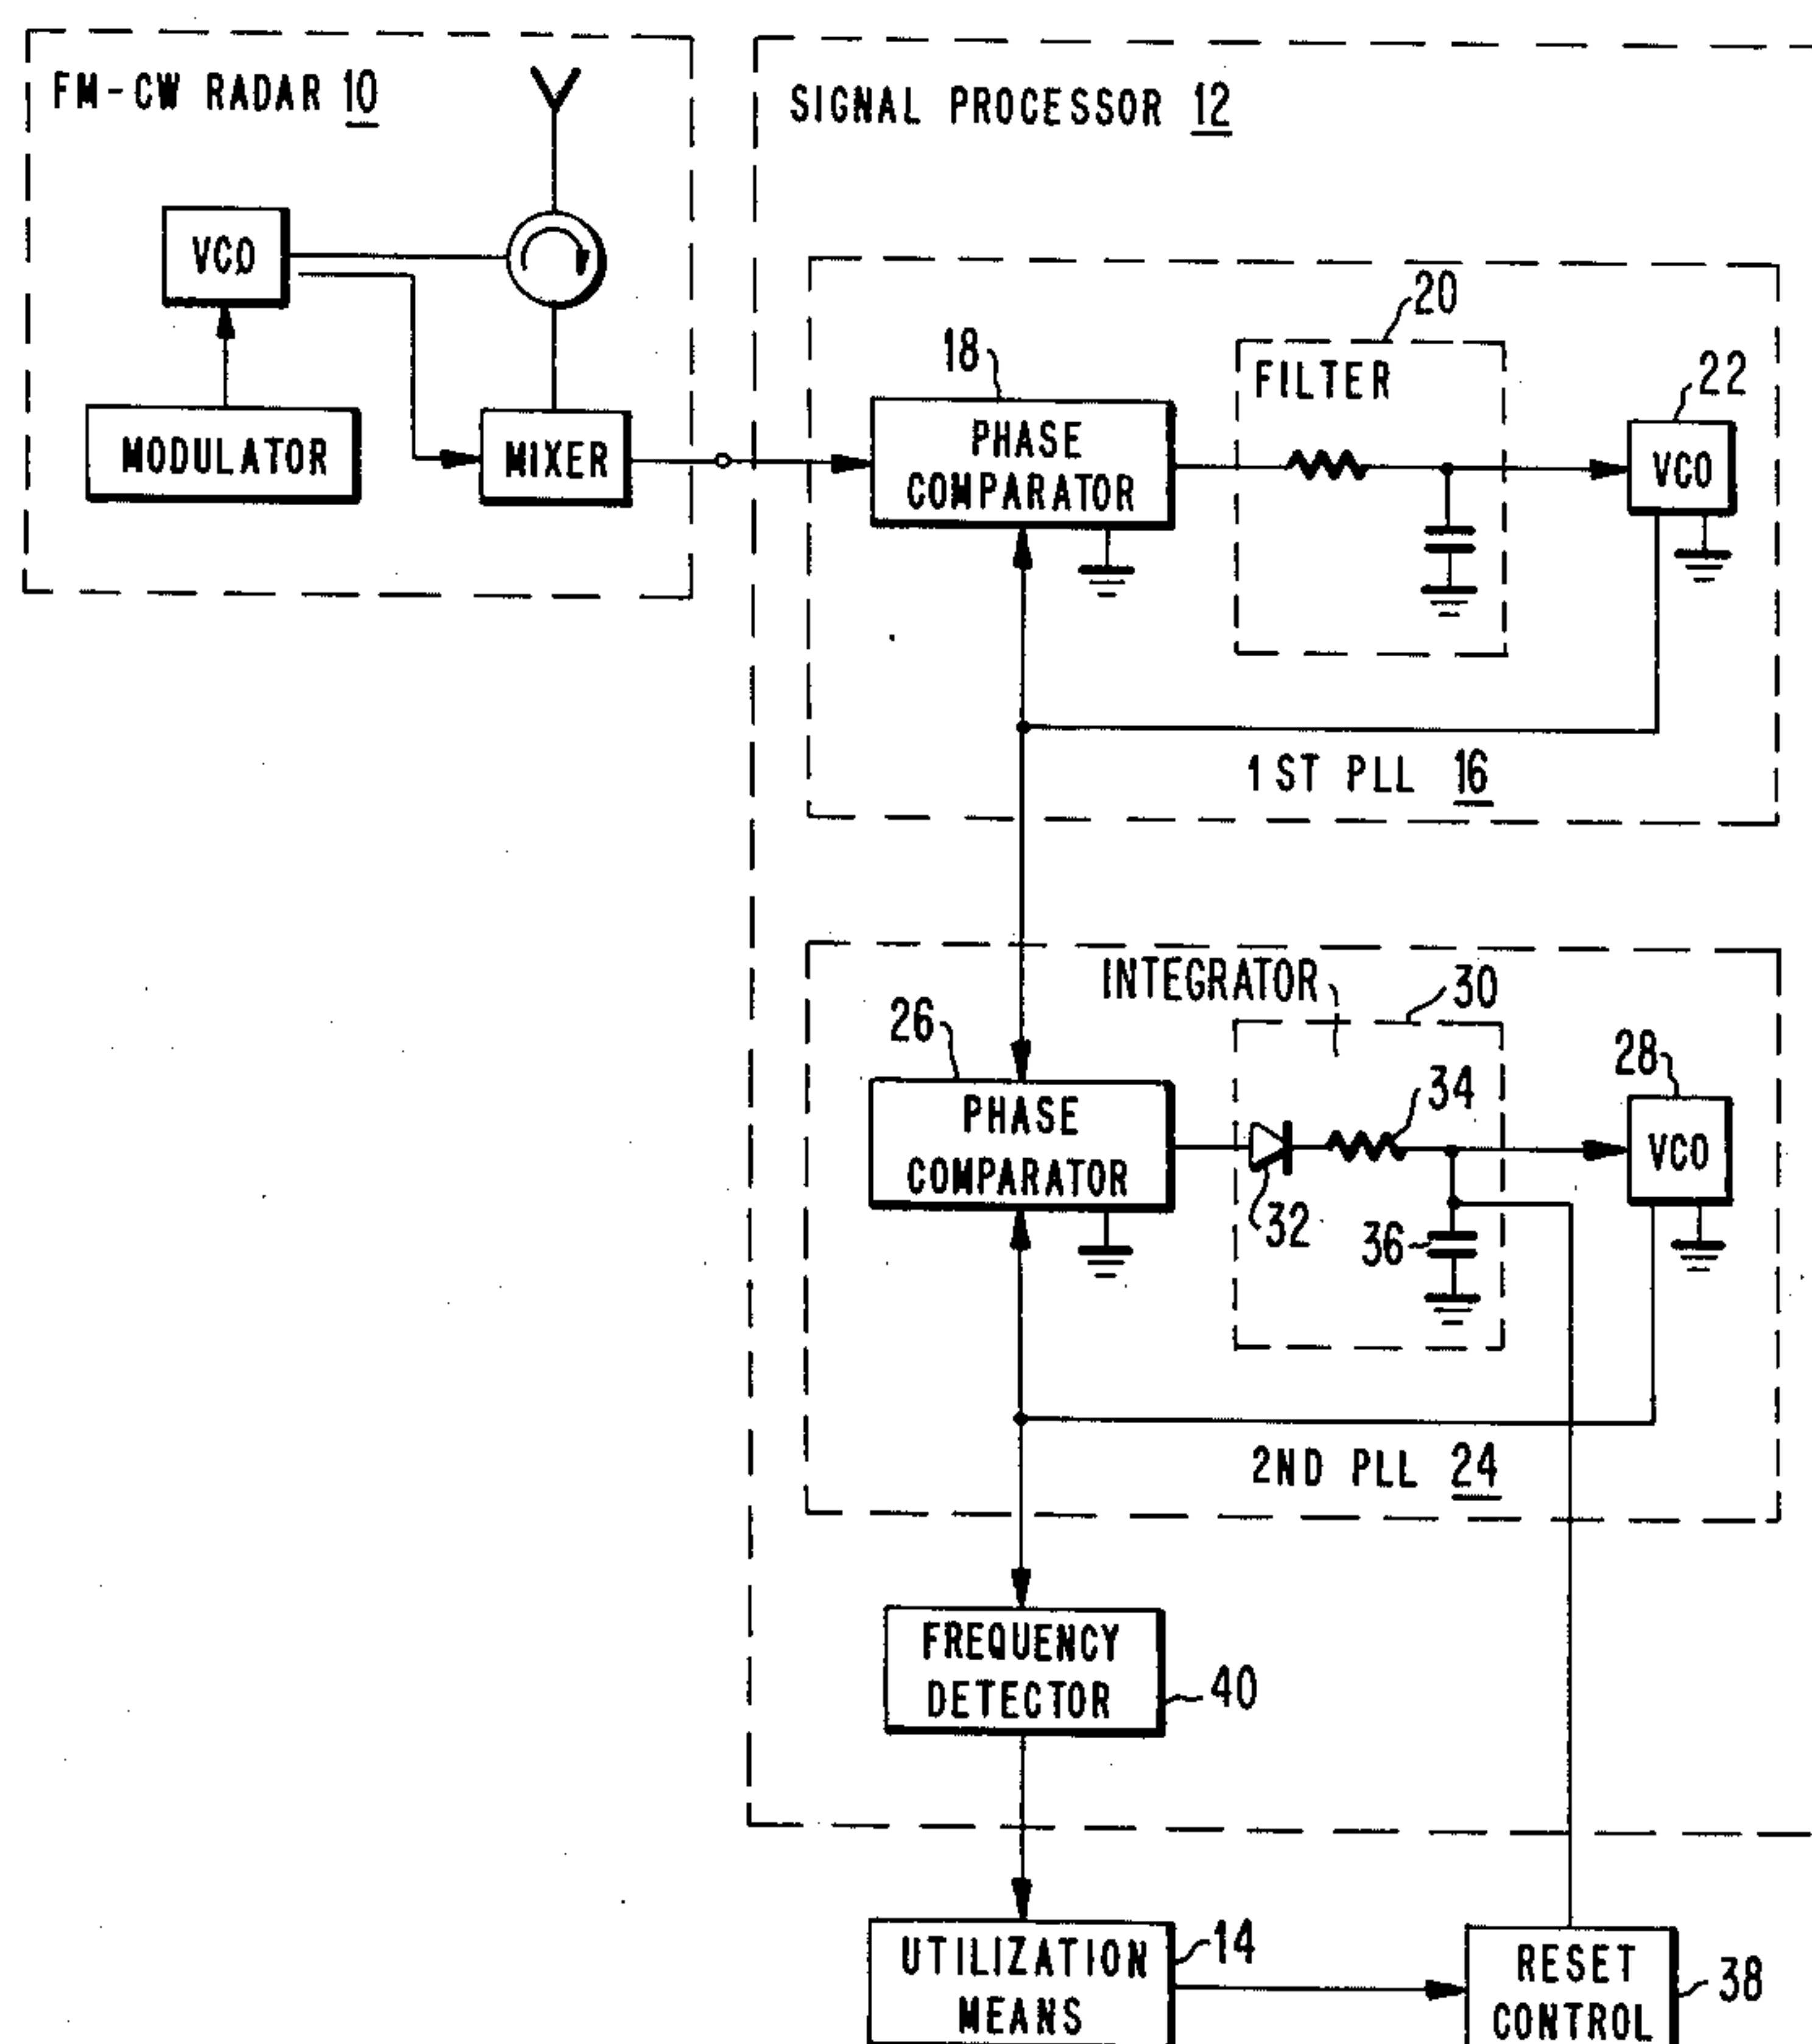 FM-CW RADAR 10
VCO
MODULATOR
MIXER
SIGNAL PROCESSOR 12
20
18
FILTER
22
PHASE
COMPARATOR
VCO
1ST PLL 16
INTEGRATOR
30
26
28
34
PHASE
COMPARATOR
VCO
32
36
2ND PLL 24
FREQUENCY
DETECTOR
40
UTILIZATION
MEANS
14
RESET
CONTROL
38